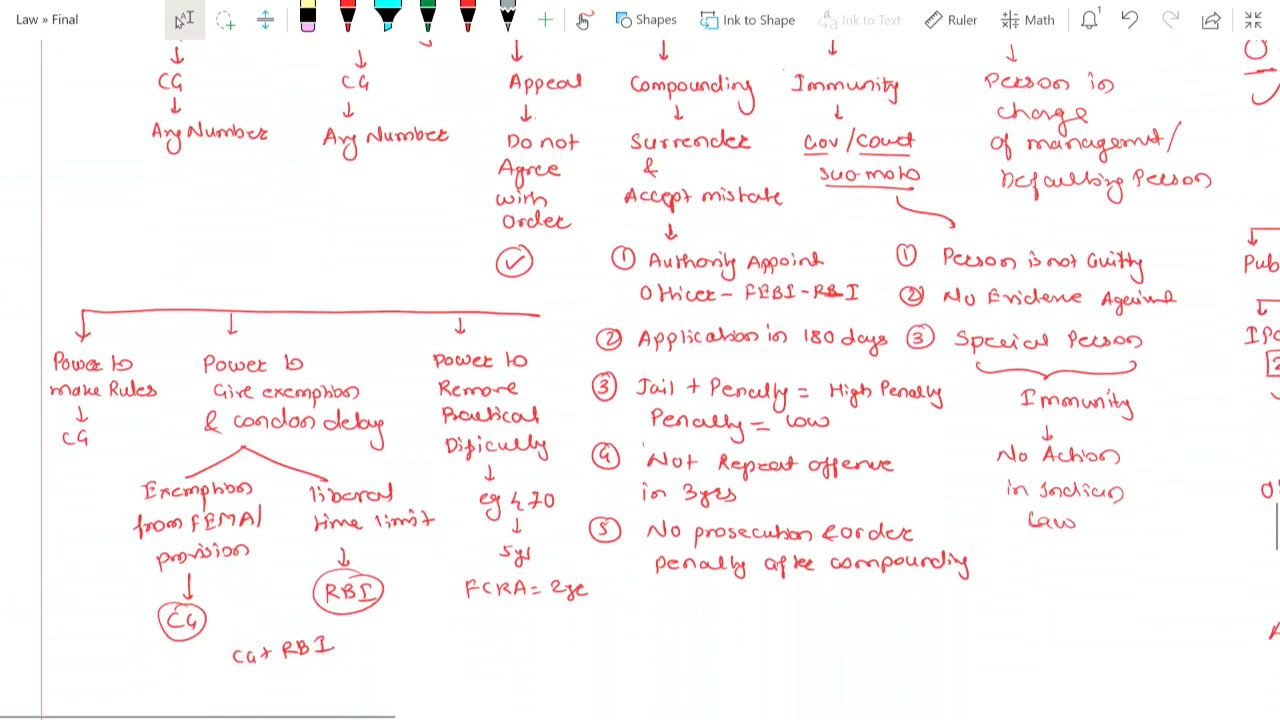 Law » Final
Shapes
Ink to Shape
Ink to Text
Ruler
Math
1
CG
Any Number
CG
Any Number
Appeal
Do not
Agree
with
order
Compounding
Surrender
&
Accept mistake
① Authority Appoint
Officer - FEBI - RBI
② Application in 180 days
③ Jail + Penalty = High Penalty
Penalty = low
④ Not Repeat offence
in 3yrs
⑤ No prosecution & order
penalty after compounding
Immunity
Gov / Court
suo-moto
① Person is not Guilty
② No Evidence Against
③ Special Person
Immunity
No Action
in Indian
Law
Person in
charge
of management/
Defaulting Person
Power to
make Rules
CG
Power to
Give exemption
& condon delay
Exemption
from FEMA/
provision
CG
liberal
time limit
RBI
CG + RBI
Power to
Remove
Practical
Dificulty
eg 270
5yr
FCRA = 2yr
Pub
IPC